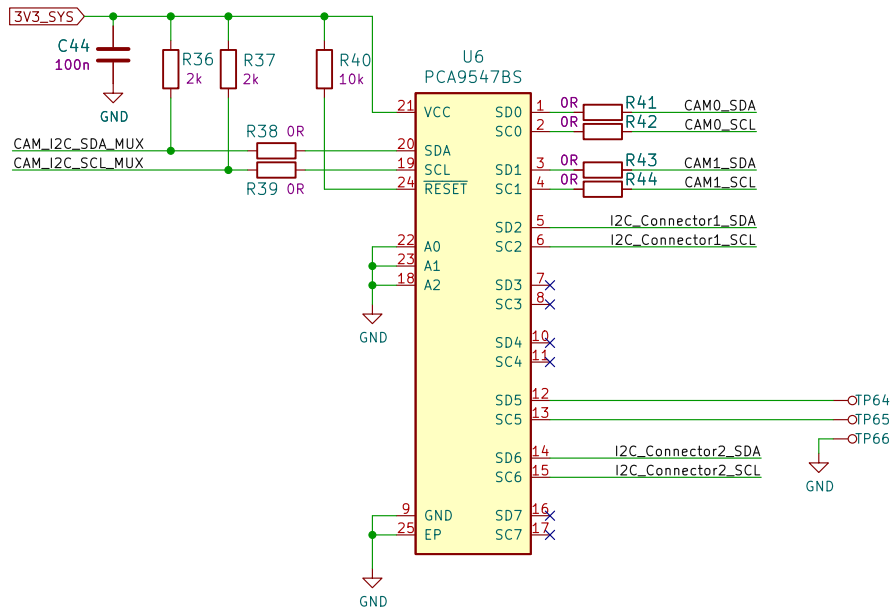 3V3_SYS
C44
100n
GND
R36
2k
R37
2k
R40
10k
U6
PCA9547BS
CAM_I2C_SDA_MUX
CAM_I2C_SCL_MUX
R38 0R
R39 0R
21 VCC
20 SDA
19 SCL
24 RESET
22 A0
23 A1
18 A2
GND
9 GND
25 EP
GND
SD0 1 0R R41 CAM0_SDA
SC0 2 R42 CAM0_SCL
SD1 3 0R R43 CAM1_SDA
SC1 4 R44 CAM1_SCL
SD2 5 I2C_Connector1_SDA
SC2 6 I2C_Connector1_SCL
SD3 7
SC3 8
SD4 10
SC4 11
SD5 12 TP64
SC5 13 TP65
TP66
GND
SD6 14 I2C_Connector2_SDA
SC6 15 I2C_Connector2_SCL
SD7 16
SC7 17